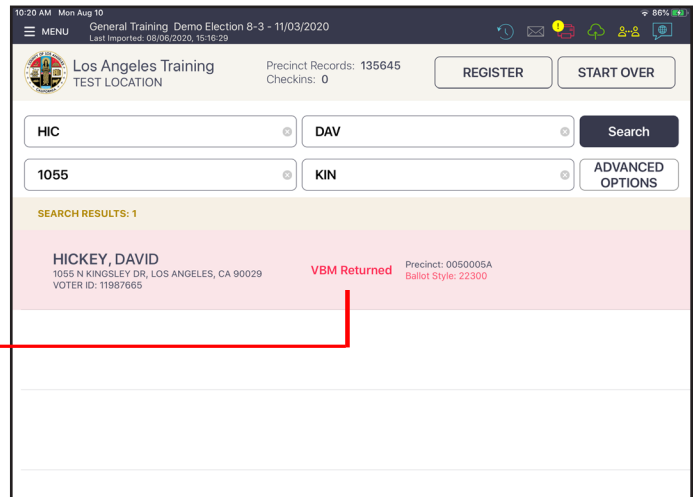 10:20 AM Mon Aug 10
86%
MENU
General Training Demo Election 8-3 - 11/03/2020
Last Imported: 08/06/2020, 15:16:29
Los Angeles Training
TEST LOCATION
Precinct Records: 135645
Checkins: 0
REGISTER
START OVER
HIC
DAV
Search
1055
KIN
ADVANCED
OPTIONS
SEARCH RESULTS: 1
HICKEY, DAVID
1055 N KINGSLEY DR, LOS ANGELES, CA 90029
VOTER ID: 11987665
VBM Returned
Precinct: 0050005A
Ballot Style: 22300